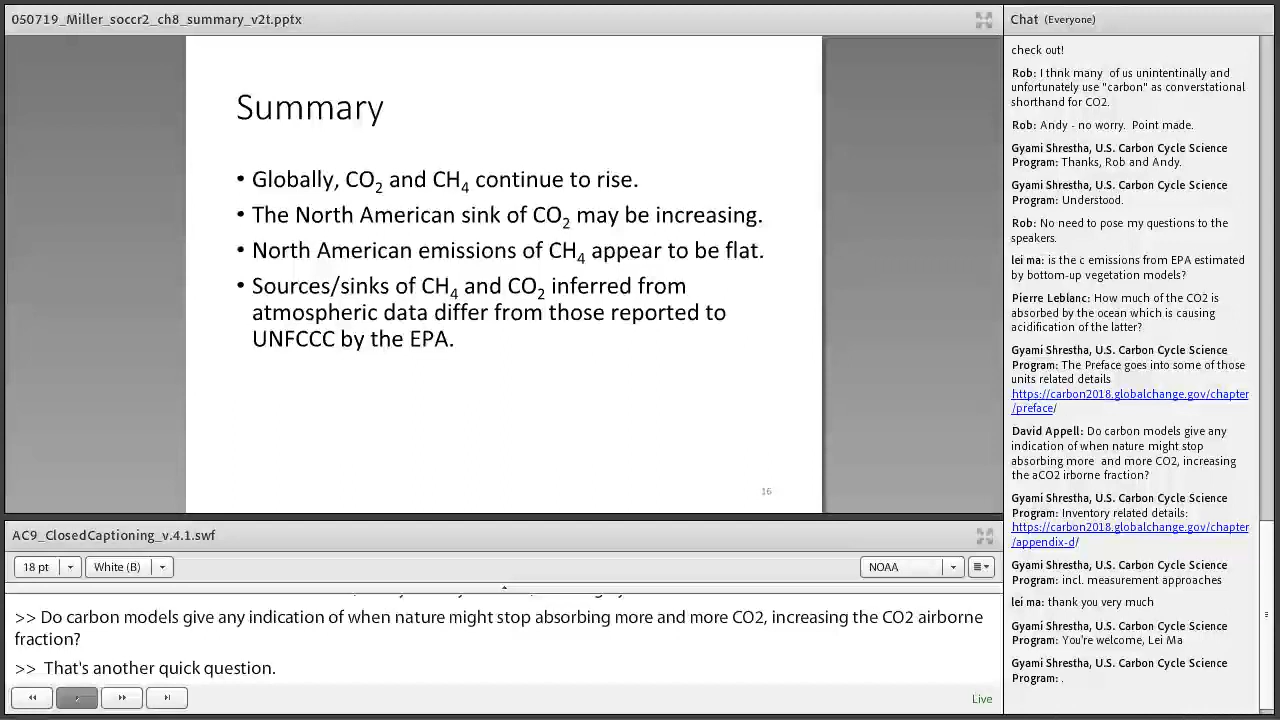 050719_Miller_soccr2_ch8_summary_v2t.pptx
Summary
• Globally, CO2 and CH4 continue to rise.
• The North American sink of CO2 may be increasing.
• North American emissions of CH4 appear to be flat.
• Sources/sinks of CH4 and CO2 inferred from
atmospheric data differ from those reported to
UNFCCC by the EPA.
16
AC9_ClosedCaptioning_v.4.1.swf
18 pt
White (B)
NOAA
>> Do carbon models give any indication of when nature might stop absorbing more and more CO2, increasing the CO2 airborne
fraction?
>> That's another quick question.
Live
Chat (Everyone)
check out!
Rob: I thnk many of us unintentinally and
unfortunately use "carbon" as converstational
shorthand for CO2.
Rob: Andy - no worry. Point made.
Gyami Shrestha, U.S. Carbon Cycle Science
Program: Thanks, Rob and Andy.
Gyami Shrestha, U.S. Carbon Cycle Science
Program: Understood.
Rob: No need to pose my questions to the
speakers.
lei ma: is the c emissions from EPA estimated
by bottom-up vegetation models?
Pierre Leblanc: How much of the CO2 is
absorbed by the ocean which is causing
acidification of the latter?
Gyami Shrestha, U.S. Carbon Cycle Science
Program: The Preface goes into some of those
units related details
https://carbon2018.globalchange.gov/chapter
/preface/
David Appell: Do carbon models give any
indication of when nature might stop
absorbing more and more CO2, increasing
the aCO2 irborne fraction?
Gyami Shrestha, U.S. Carbon Cycle Science
Program: Inventory related details:
https://carbon2018.globalchange.gov/chapter
/appendix-d/
Gyami Shrestha, U.S. Carbon Cycle Science
Program: incl. measurement approaches
lei ma: thank you very much
Gyami Shrestha, U.S. Carbon Cycle Science
Program: You're welcome, Lei Ma
Gyami Shrestha, U.S. Carbon Cycle Science
Program: .